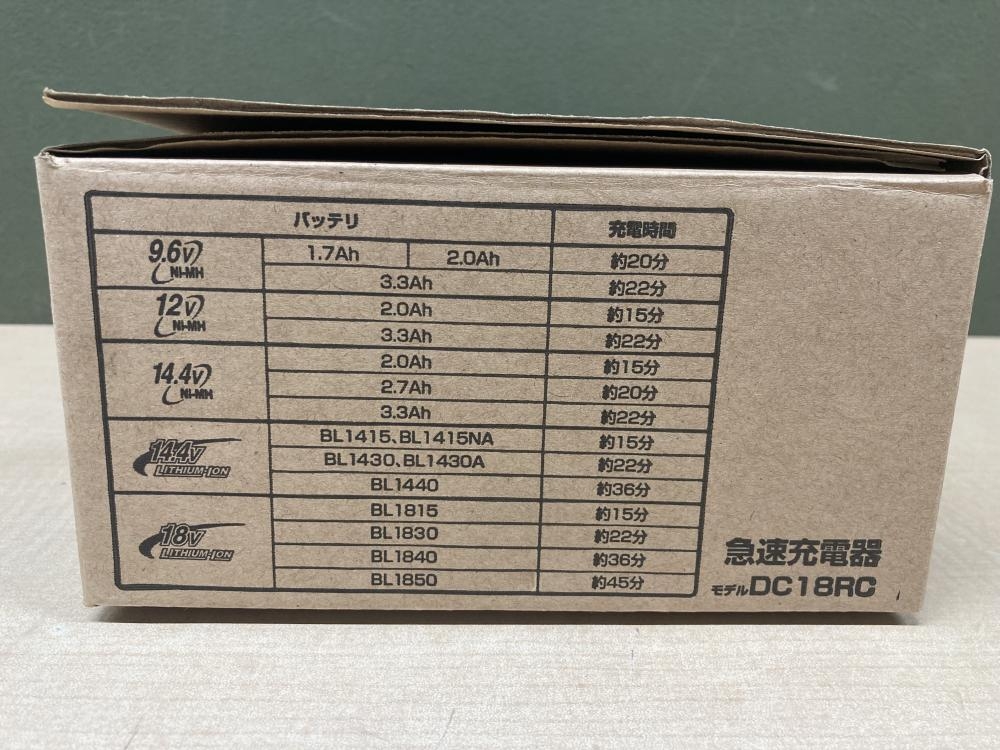 バッテリ 充電時間
9.6V Ni-MH 1.7Ah 2.0Ah 約20分
3.3Ah 約22分
12V Ni-MH 2.0Ah 約15分
3.3Ah 約22分
14.4V Ni-MH 2.0Ah 約15分
2.7Ah 約20分
3.3Ah 約22分
14.4V LITHIUM-ION BL1415、BL1415NA 約15分
BL1430、BL1430A 約22分
BL1440 約36分
18V LITHIUM-ION BL1815 約15分
BL1830 約22分
BL1840 約36分
BL1850 約45分
急速充電器
モデルDC18RC